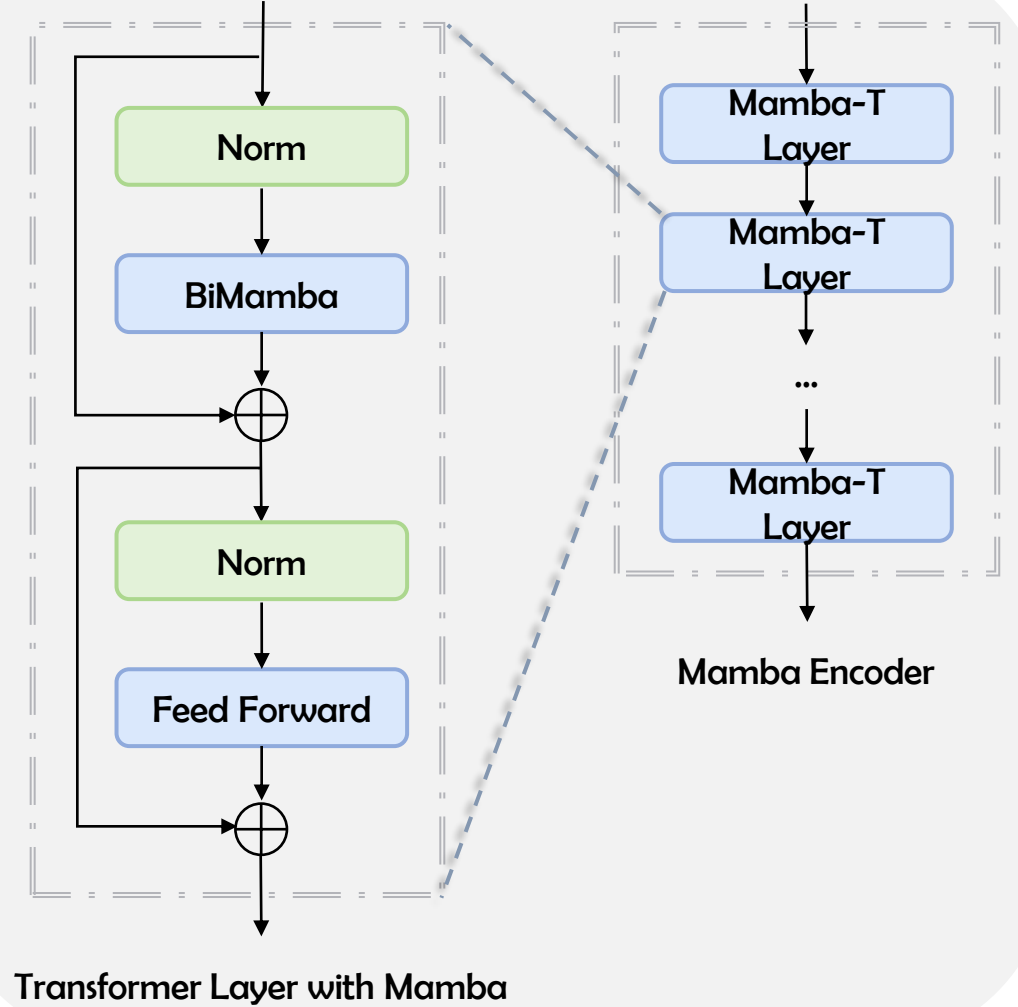 Norm
BiMamba
Norm
Feed Forward
Transformer Layer with Mamba
Mamba-T
Layer
Mamba-T
Layer
...
Mamba-T
Layer
Mamba Encoder